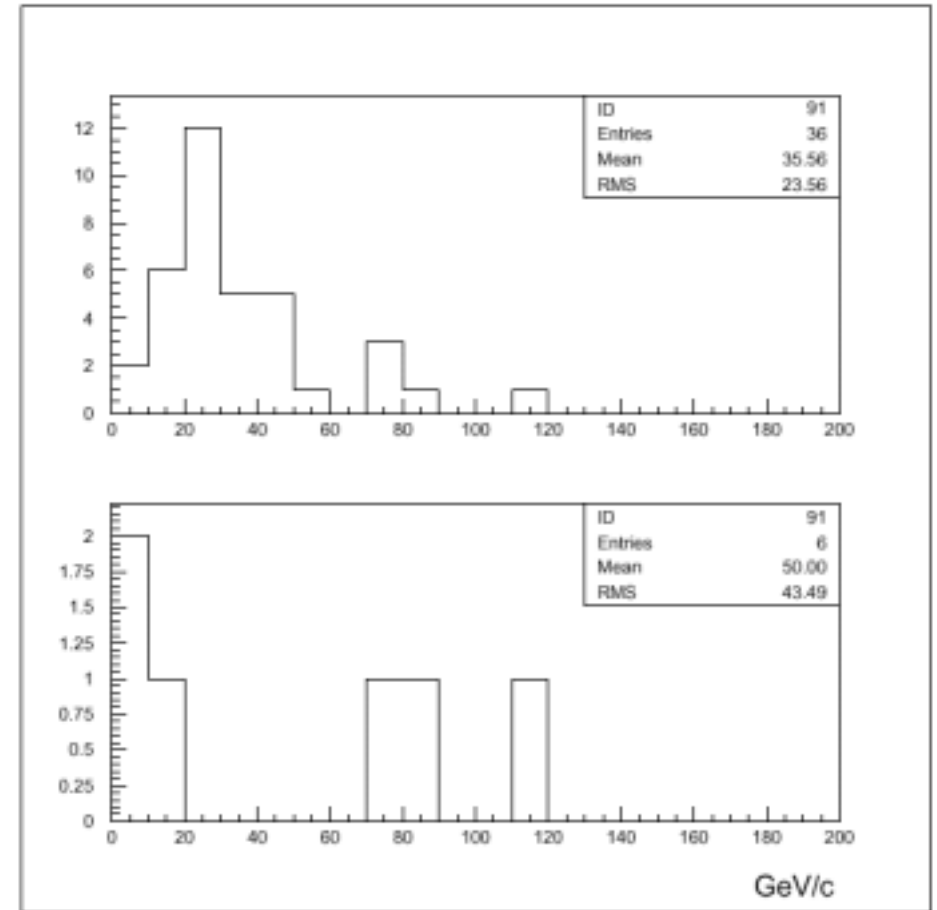 ID 91
Entries 36
Mean 35.56
RMS 23.56
12
10
8
6
4
2
0
0 20 40 60 80 100 120 140 160 180 200
ID 91
Entries 6
Mean 50.00
RMS 43.49
2
1.75
1.5
1.25
1
0.75
0.5
0.25
0
0 20 40 60 80 100 120 140 160 180 200
GeV/c